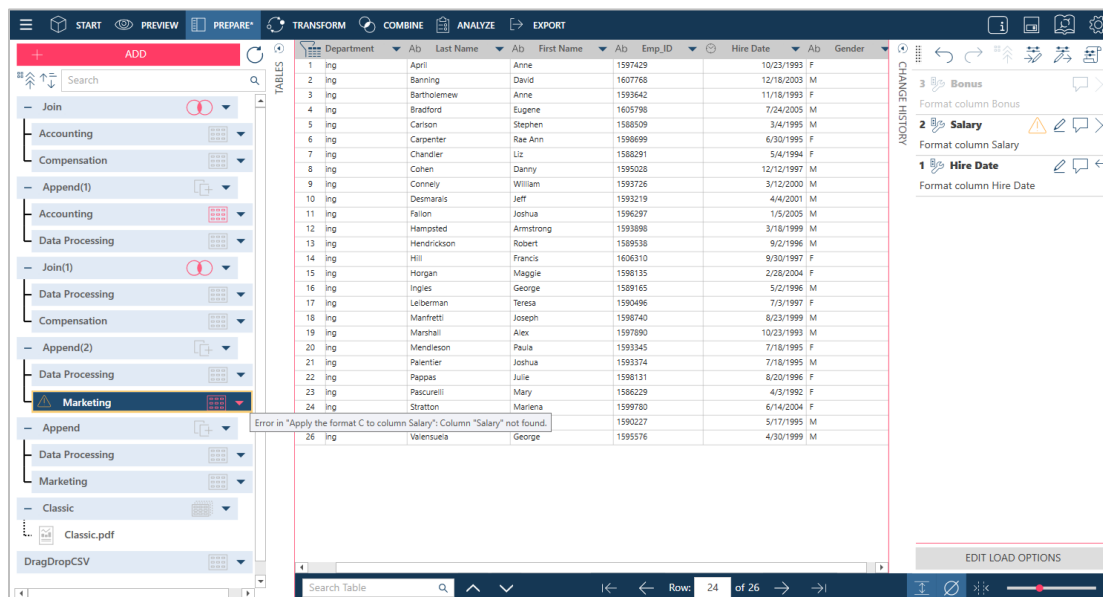 START PREVIEW PREPARE* TRANSFORM COMBINE ANALYZE EXPORT
ADD
Search
Join
Accounting
Compensation
Append(1)
Accounting
Data Processing
Join(1)
Data Processing
Compensation
Append(2)
Data Processing
Marketing
Append
Data Processing
Marketing
Classic
Classic.pdf
DragDropCSV
TABLES
Department Ab Last Name Ab First Name Ab Emp_ID Hire Date Ab Gender
1 ing April Anne 1597429 10/23/1993 F
2 ing Banning David 1607768 12/18/2003 M
3 ing Bartholemew Anne 1593642 11/18/1993 F
4 ing Bradford Eugene 1605798 7/24/2005 M
5 ing Carlson Stephen 1588509 3/4/1995 M
6 ing Carpenter Rae Ann 1598699 6/30/1995 F
7 ing Chandler Liz 1588291 5/4/1994 F
8 ing Cohen Danny 1595028 12/12/1997 M
9 ing Connely William 1593726 3/12/2000 M
10 ing Desmarais Jeff 1593219 4/4/2001 M
11 ing Fallon Joshua 1596297 1/5/2005 M
12 ing Hampsted Armstrong 1593898 3/18/1999 M
13 ing Hendrickson Robert 1589538 9/2/1996 M
14 ing Hill Francis 1606310 9/30/1997 F
15 ing Horgan Maggie 1598135 2/28/2004 F
16 ing Ingles George 1589165 5/2/1996 M
17 ing Leiberman Teresa 1590496 7/3/1997 F
18 ing Manfretti Joseph 1598740 8/23/1999 M
19 ing Marshall Alex 1597890 10/23/1993 M
20 ing Mendleson Paula 1593345 7/18/1995 F
21 ing Palentier Joshua 1593374 7/18/1995 M
22 ing Pappas Julie 1598131 8/20/1996 F
23 ing Pascurelli Mary 1586229 4/3/1992 F
24 ing Stratton Marlena 1599780 6/14/2004 F
Error in "Apply the format C to column Salary": Column "Salary" not found. 1590227 5/17/1995 M
26 ing Valensuela George 1595576 4/30/1999 M
Search Table Row: 24 of 26
CHANGE HISTORY
3 Bonus
Format column Bonus
2 Salary
Format column Salary
1 Hire Date
Format column Hire Date
EDIT LOAD OPTIONS